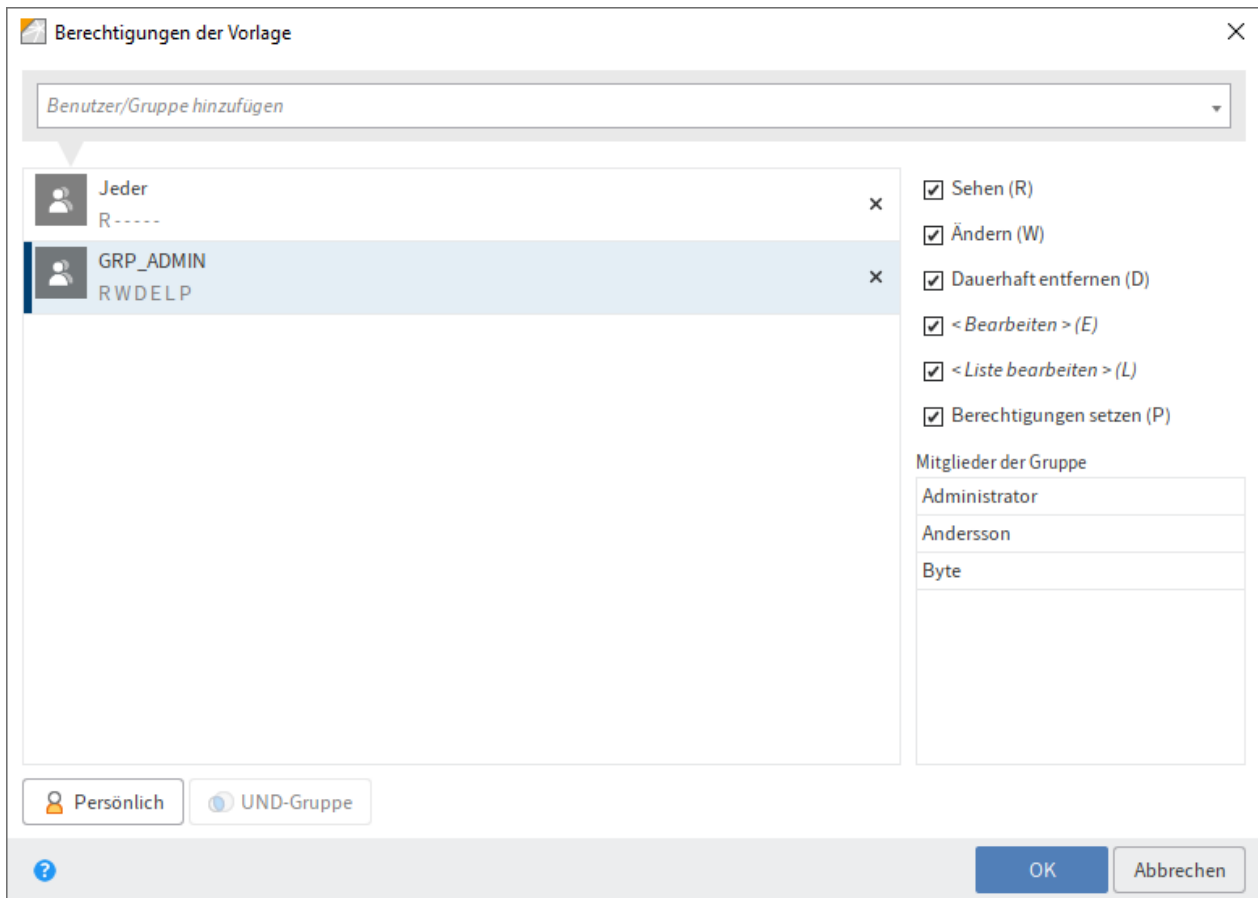 Berechtigungen der Vorlage
Benutzer/Gruppe hinzufügen
Jeder
R - - - - -
GRP_ADMIN
R W D E L P
Sehen (R)
Ändern (W)
Dauerhaft entfernen (D)
< Bearbeiten > (E)
< Liste bearbeiten > (L)
Berechtigungen setzen (P)
Mitglieder der Gruppe
Administrator
Andersson
Byte
Persönlich
UND-Gruppe
OK
Abbrechen